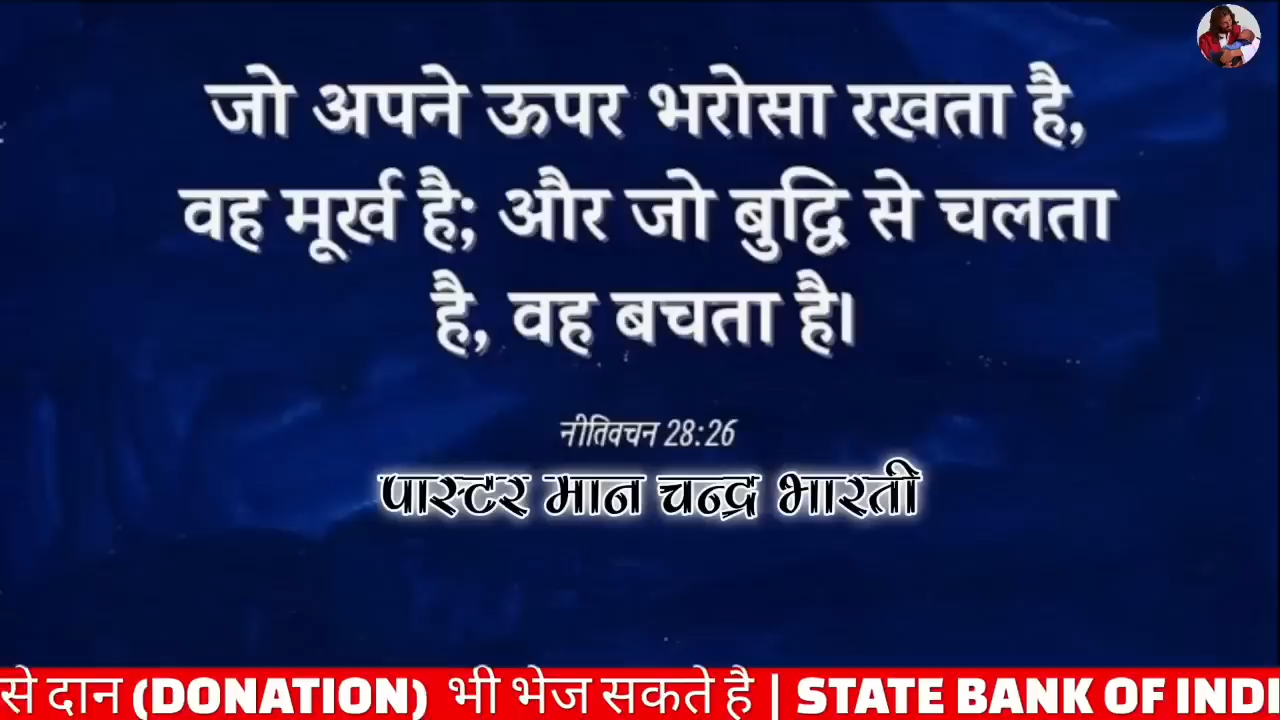 जो अपने ऊपर भरोसा रखता है,
वह मूर्ख है; और जो बुद्धि से चलता
है, वह बचता है।
नीतिवचन 28:26
पास्टर मान चन्द्र भारती
से दान (DONATION) भी भेज सकते है | STATE BANK OF INDI